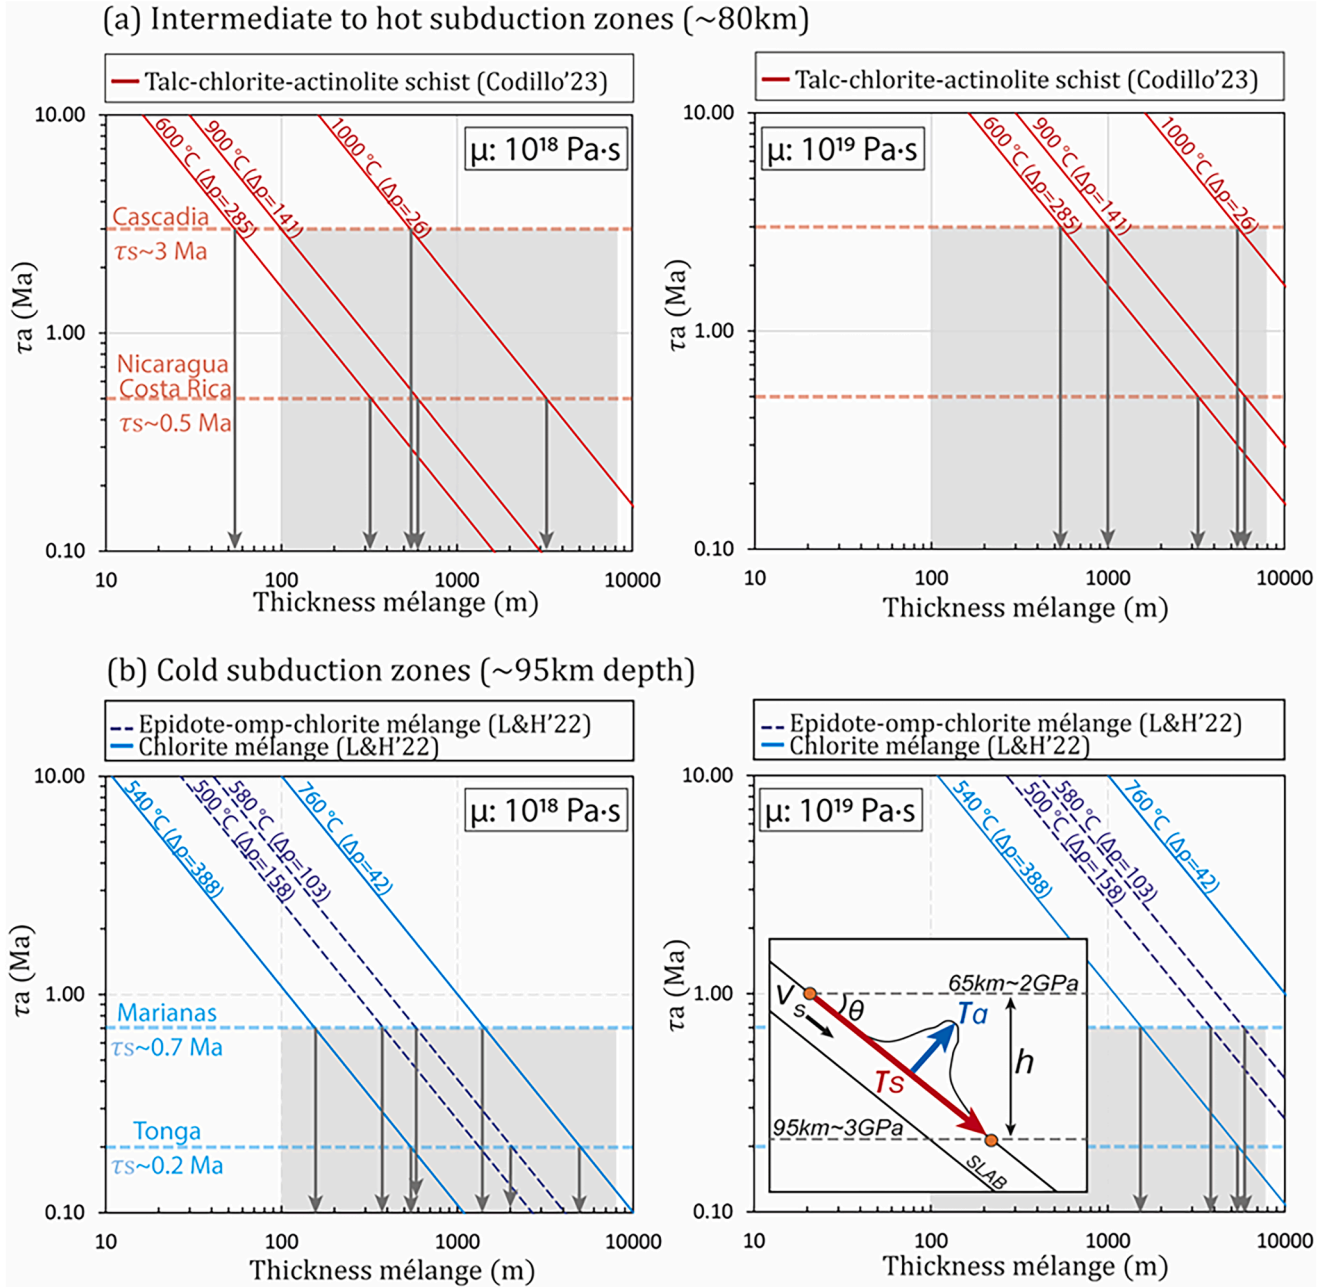 (a) Intermediate to hot subduction zones (~80km)
Talc-chlorite-actinolite schist (Codillo'23)
10.00
1.00
0.10
τa (Ma)
600 °C (Δρ=285)
900 °C (Δρ=141)
1000 °C (Δρ=26)
μ: 10¹⁸ Pa·s
Cascadia
τs~3 Ma
Nicaragua
Costa Rica
τs~0.5 Ma
10
100
1000
10000
Thickness mélange (m)
Talc-chlorite-actinolite schist (Codillo'23)
10.00
1.00
0.10
τa (Ma)
μ: 10¹⁹ Pa·s
600 °C (Δρ=285)
900 °C (Δρ=141)
1000 °C (Δρ=26)
10
100
1000
10000
Thickness mélange (m)
(b) Cold subduction zones (~95km depth)
Epidote-omp-chlorite mélange (L&H'22)
Chlorite mélange (L&H'22)
10.00
1.00
0.10
τa (Ma)
540 °C (Δρ=388)
500 °C (Δρ=158)
580 °C (Δρ=103)
760 °C (Δρ=42)
μ: 10¹⁸ Pa·s
Marianas
τs~0.7 Ma
Tonga
τs~0.2 Ma
10
100
1000
10000
Thickness mélange (m)
Epidote-omp-chlorite mélange (L&H'22)
Chlorite mélange (L&H'22)
10.00
1.00
0.10
τa (Ma)
μ: 10¹⁹ Pa·s
540 °C (Δρ=388)
500 °C (Δρ=158)
580 °C (Δρ=103)
760 °C (Δρ=42)
65km~2GPa
Vs
θ
Ta
Ts
h
95km~3GPa
SLAB
10
100
1000
10000
Thickness mélange (m)